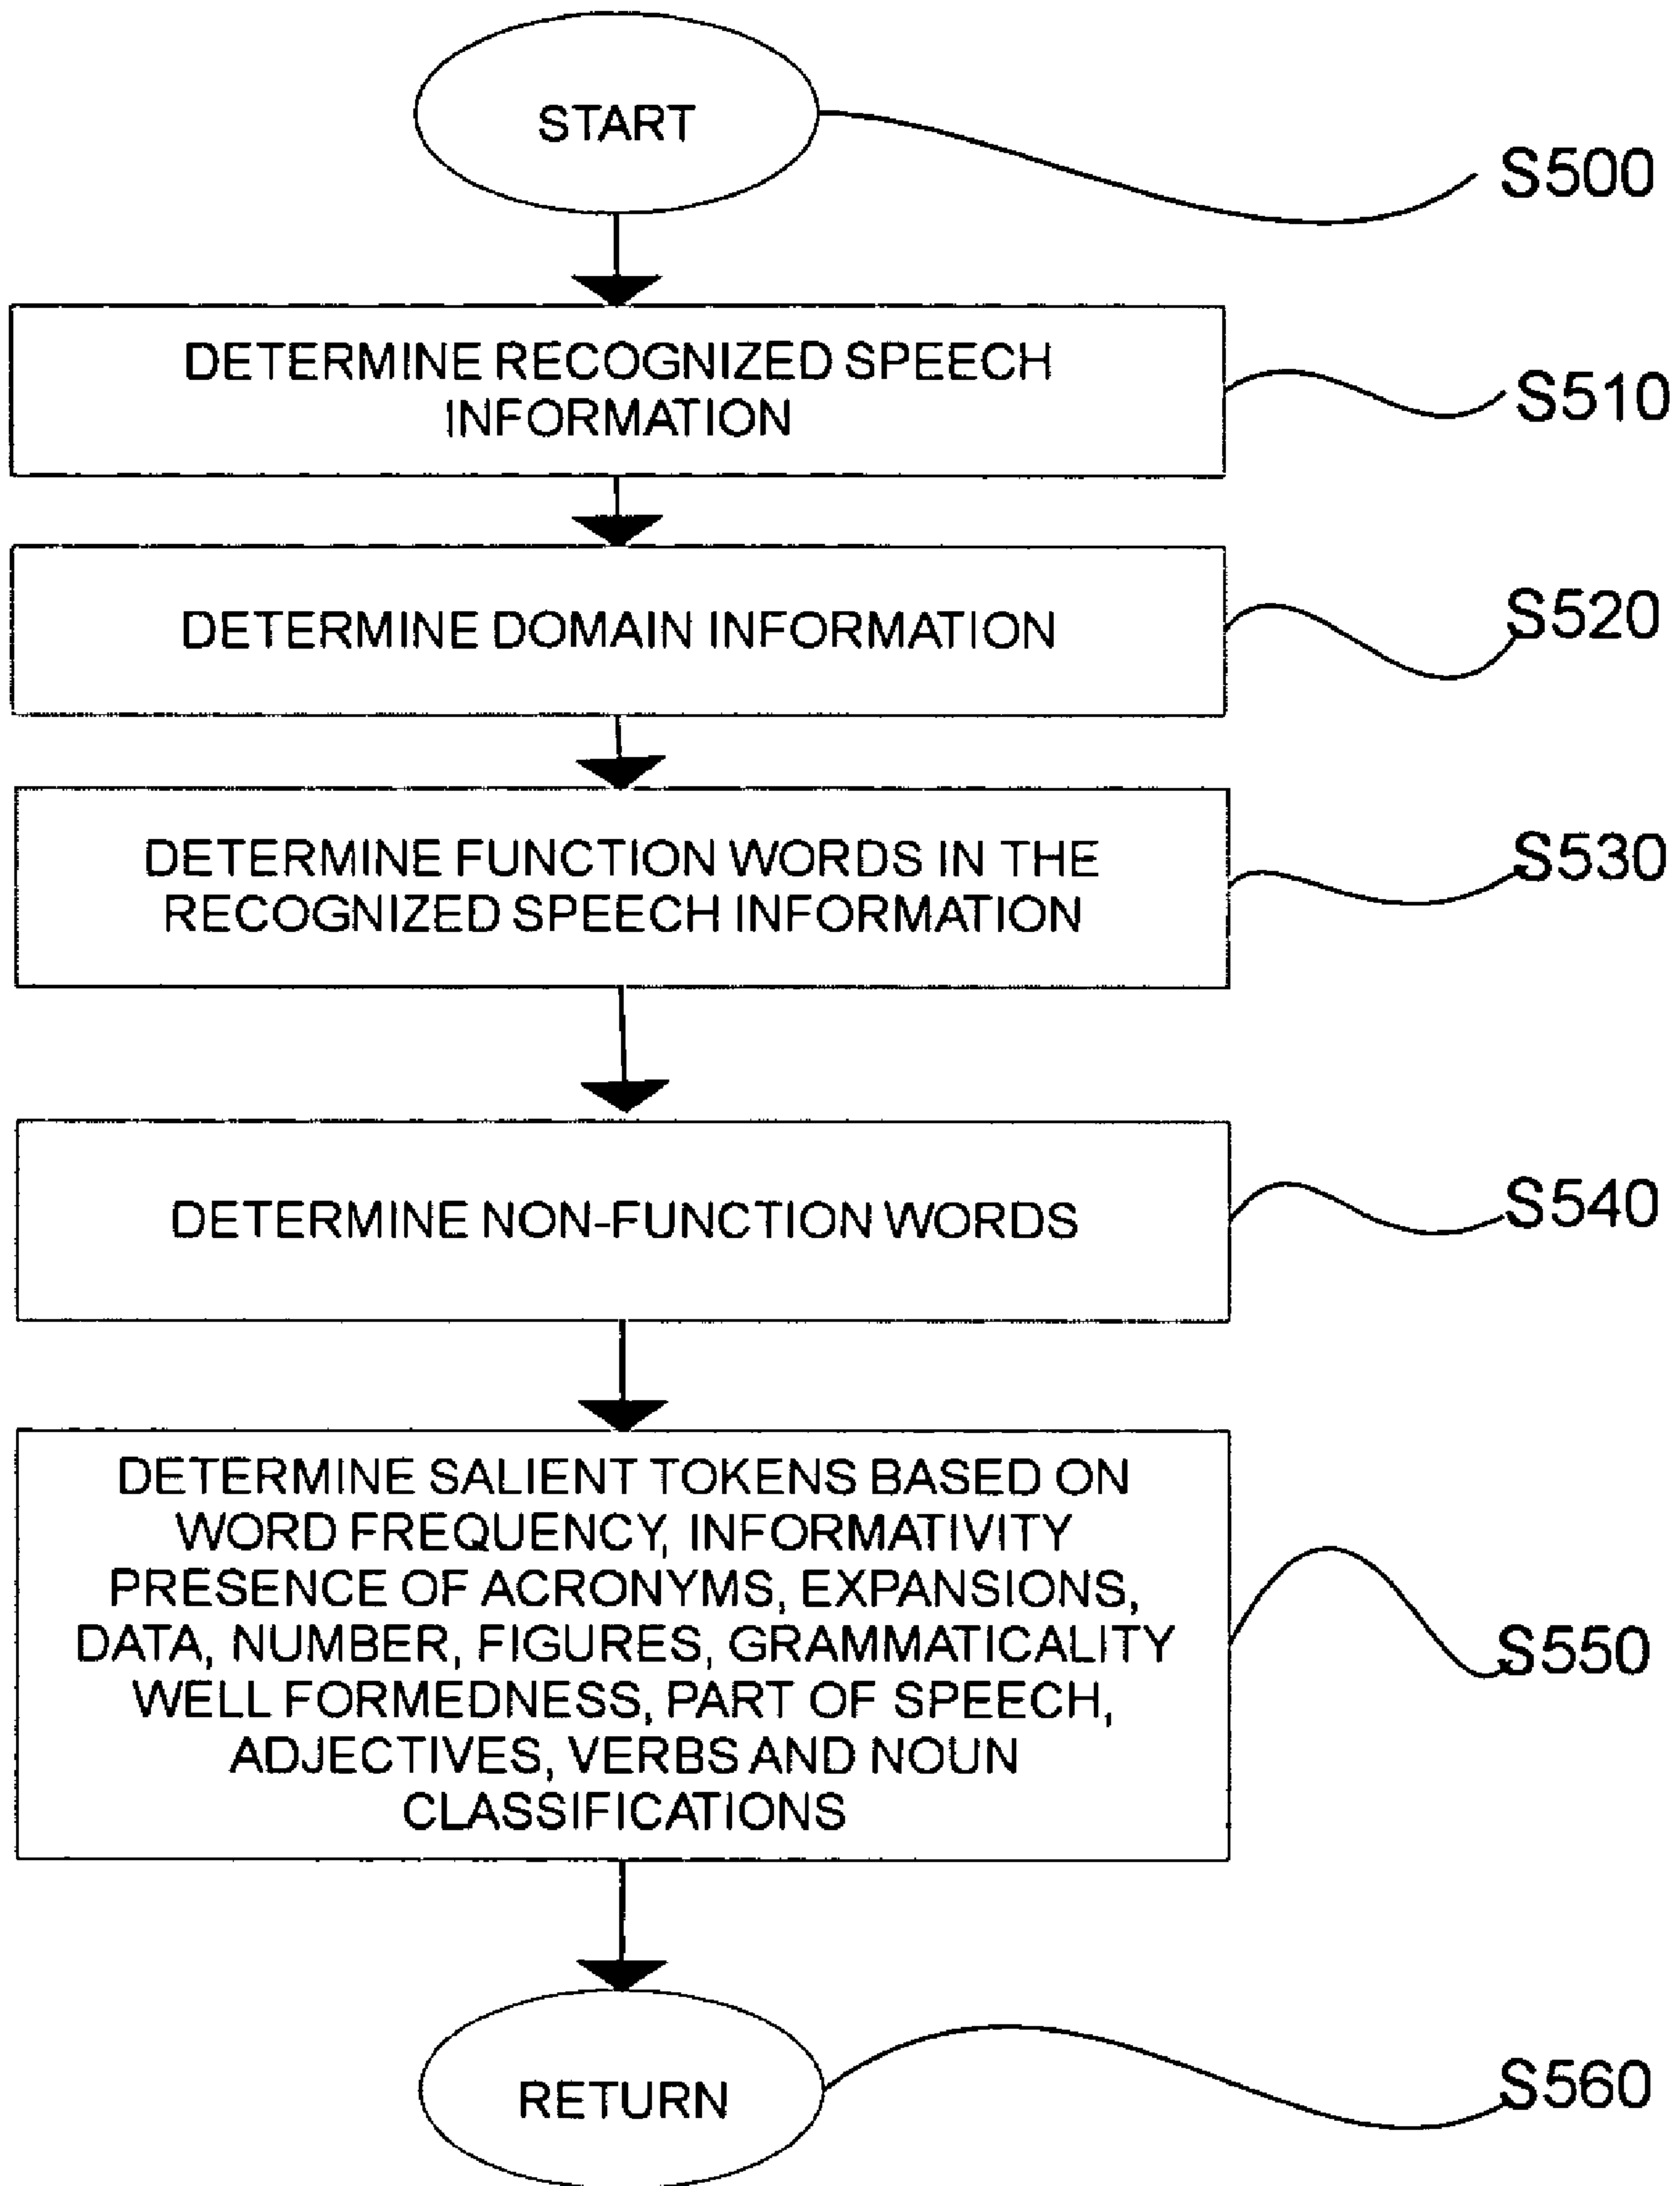 START
S500
DETERMINE RECOGNIZED SPEECH
INFORMATION
S510
DETERMINE DOMAIN INFORMATION
S520
DETERMINE FUNCTION WORDS IN THE
RECOGNIZED SPEECH INFORMATION
S530
DETERMINE NON-FUNCTION WORDS
S540
DETERMINE SALIENT TOKENS BASED ON
WORD FREQUENCY, INFORMATIVITY
PRESENCE OF ACRONYMS, EXPANSIONS,
DATA, NUMBER, FIGURES, GRAMMATICALITY
WELL FORMEDNESS, PART OF SPEECH,
ADJECTIVES, VERBS AND NOUN
CLASSIFICATIONS
S550
RETURN
S560